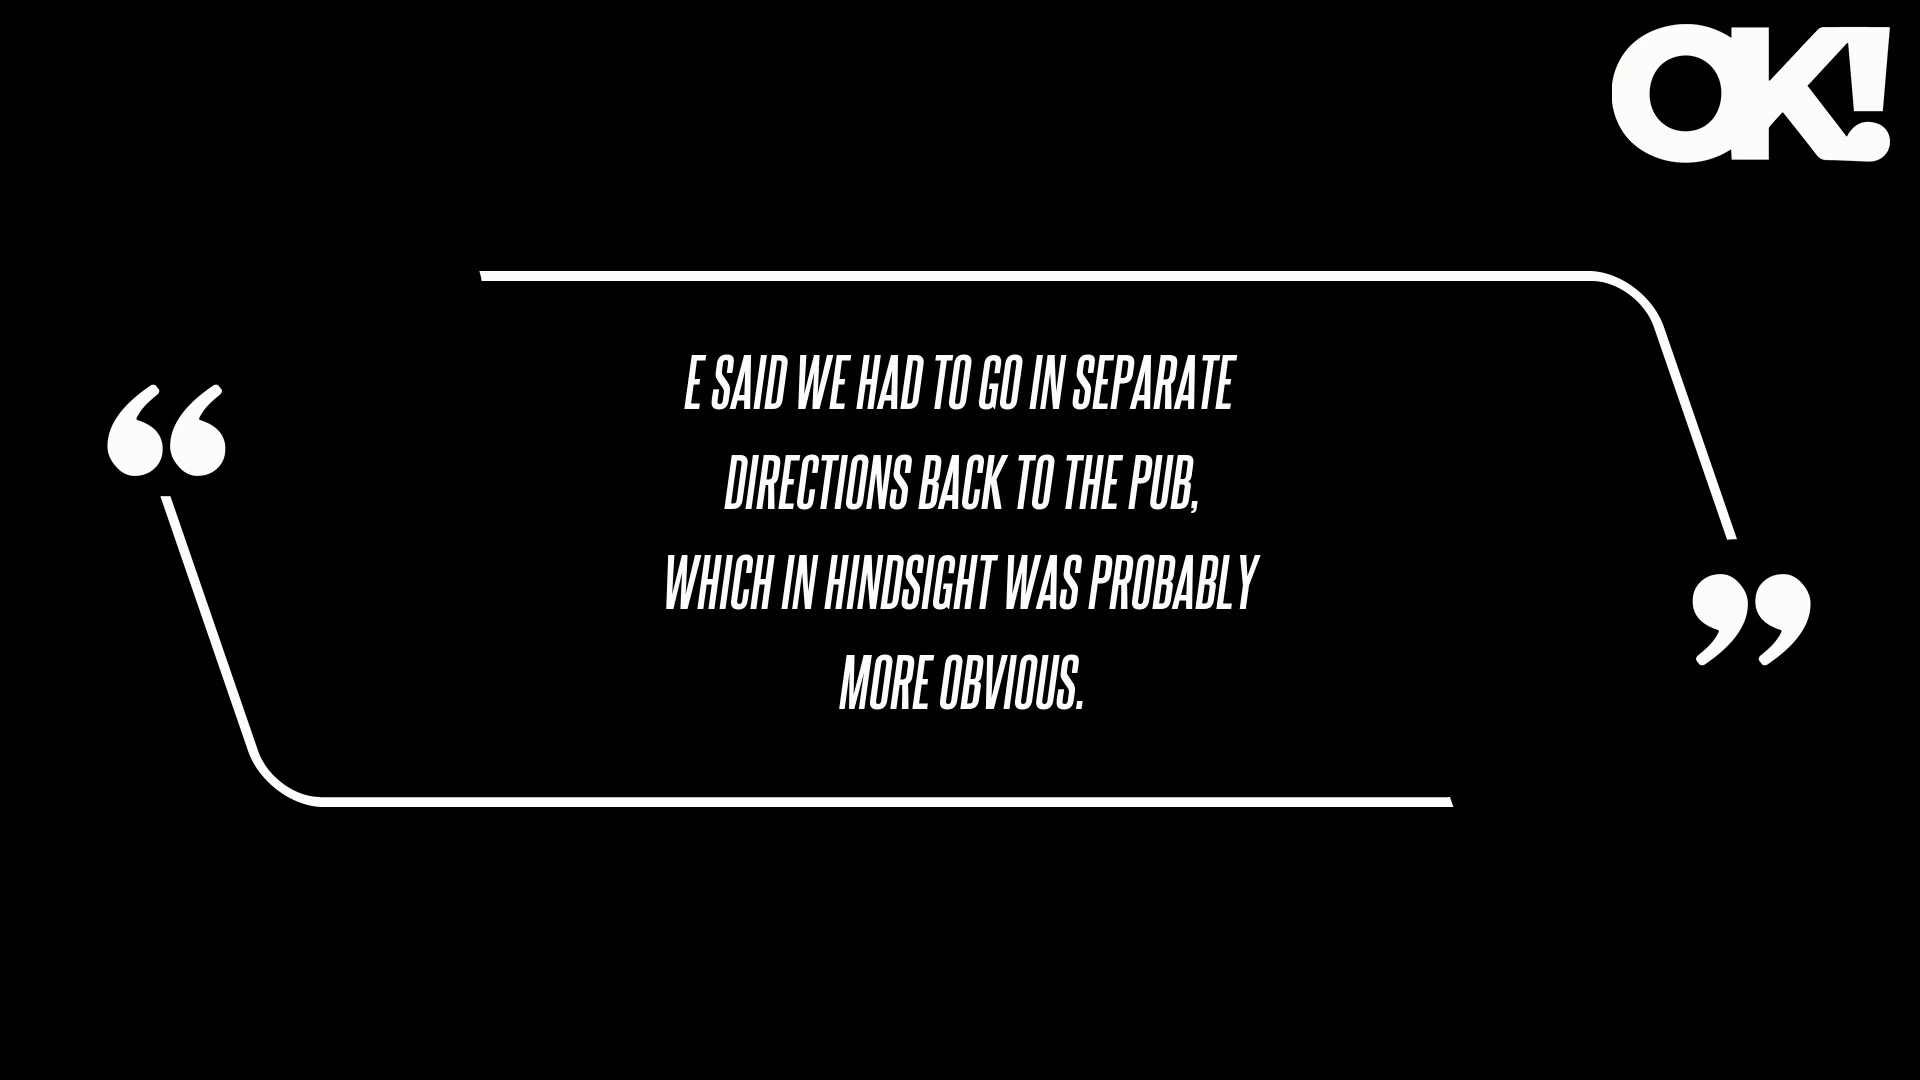 OK!
“
E SAID WE HAD TO GO IN SEPARATE
DIRECTIONS BACK TO THE PUB,
WHICH IN HINDSIGHT WAS PROBABLY
MORE OBVIOUS.
”